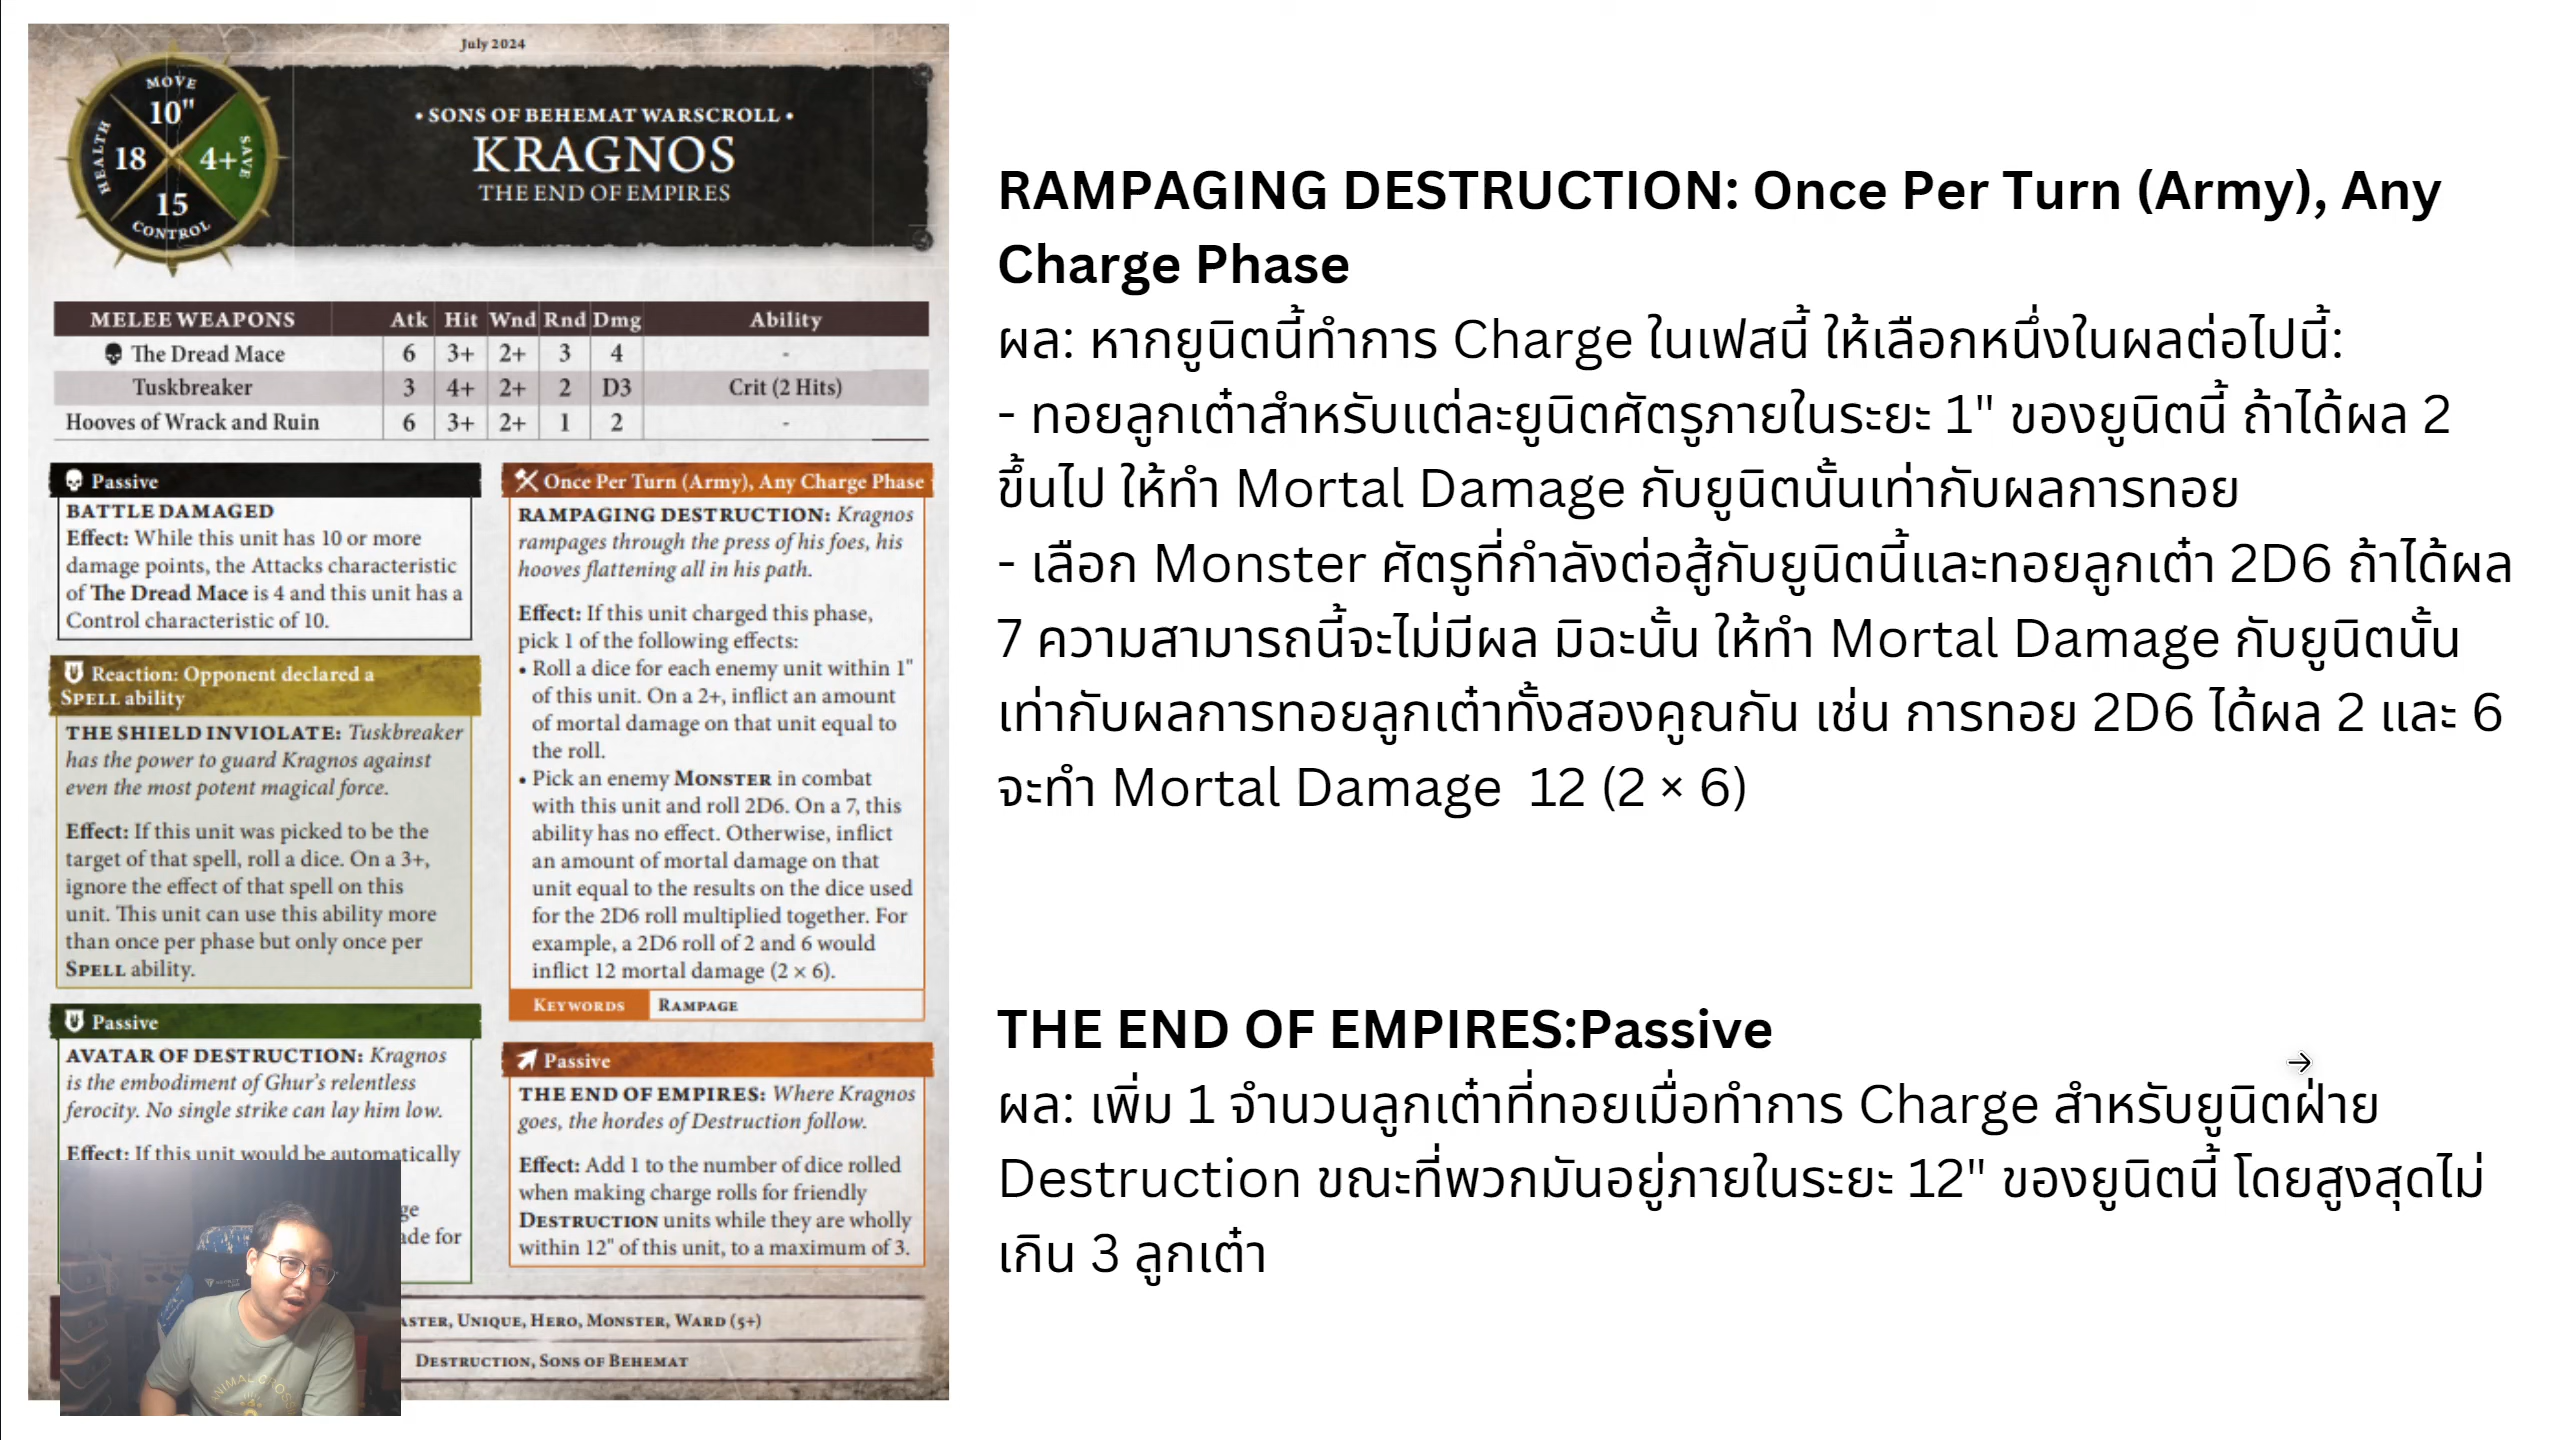 July 2024
MOVE
10"
HEALTH
18
4+
SAVE
15
CONTROL
• SONS OF BEHEMAT WARSCROLL •
KRAGNOS
THE END OF EMPIRES
MELEE WEAPONS Atk Hit Wnd Rnd Dmg Ability
The Dread Mace 6 3+ 2+ 3 4 -
Tuskbreaker 3 4+ 2+ 2 D3 Crit (2 Hits)
Hooves of Wrack and Ruin 6 3+ 2+ 1 2 -
Passive
BATTLE DAMAGED
Effect: While this unit has 10 or more
damage points, the Attacks characteristic
of The Dread Mace is 4 and this unit has a
Control characteristic of 10.
Reaction: Opponent declared a
SPELL ability
THE SHIELD INVIOLATE: Tuskbreaker
has the power to guard Kragnos against
even the most potent magical force.
Effect: If this unit was picked to be the
target of that spell, roll a dice. On a 3+,
ignore the effect of that spell on this
unit. This unit can use this ability more
than once per phase but only once per
SPELL ability.
Passive
AVATAR OF DESTRUCTION: Kragnos
is the embodiment of Ghur's relentless
ferocity. No single strike can lay him low.
Effect: If this unit would be automatically
for
Once Per Turn (Army), Any Charge Phase
RAMPAGING DESTRUCTION: Kragnos
rampages through the press of his foes, his
hooves flattening all in his path.
Effect: If this unit charged this phase,
pick 1 of the following effects:
• Roll a dice for each enemy unit within 1"
of this unit. On a 2+, inflict an amount
of mortal damage on that unit equal to
the roll.
• Pick an enemy MONSTER in combat
with this unit and roll 2D6. On a 7, this
ability has no effect. Otherwise, inflict
an amount of mortal damage on that
unit equal to the results on the dice used
for the 2D6 roll multiplied together. For
example, a 2D6 roll of 2 and 6 would
inflict 12 mortal damage (2 × 6).
KEYWORDS RAMPAGE
Passive
THE END OF EMPIRES: Where Kragnos
goes, the hordes of Destruction follow.
Effect: Add 1 to the number of dice rolled
when making charge rolls for friendly
DESTRUCTION units while they are wholly
within 12" of this unit, to a maximum of 3.
UNIQUE, HERO, MONSTER, WARD (5+)
DESTRUCTION, SONS OF BEHEMAT
RAMPAGING DESTRUCTION: Once Per Turn (Army), Any
Charge Phase
ผล: หากยูนิตนี้ทำการ Charge ในเฟสนี้ ให้เลือกหนึ่งในผลต่อไปนี้:
- ทอยลูกเต๋าสำหรับแต่ละยูนิตศัตรูภายในระยะ 1" ของยูนิตนี้ ถ้าได้ผล 2
ขึ้นไป ให้ทำ Mortal Damage กับยูนิตนั้นเท่ากับผลการทอย
- เลือก Monster ศัตรูที่กำลังต่อสู้กับยูนิตนี้และทอยลูกเต๋า 2D6 ถ้าได้ผล
7 ความสามารถนี้จะไม่มีผล มิฉะนั้น ให้ทำ Mortal Damage กับยูนิตนั้น
เท่ากับผลการทอยลูกเต๋าทั้งสองคูณกัน เช่น การทอย 2D6 ได้ผล 2 และ 6
จะทำ Mortal Damage 12 (2 × 6)
THE END OF EMPIRES:Passive
ผล: เพิ่ม 1 จำนวนลูกเต๋าที่ทอยเมื่อทำการ Charge สำหรับยูนิตฝ่าย
Destruction ขณะที่พวกมันอยู่ภายในระยะ 12" ของยูนิตนี้ โดยสูงสุดไม่
เกิน 3 ลูกเต๋า